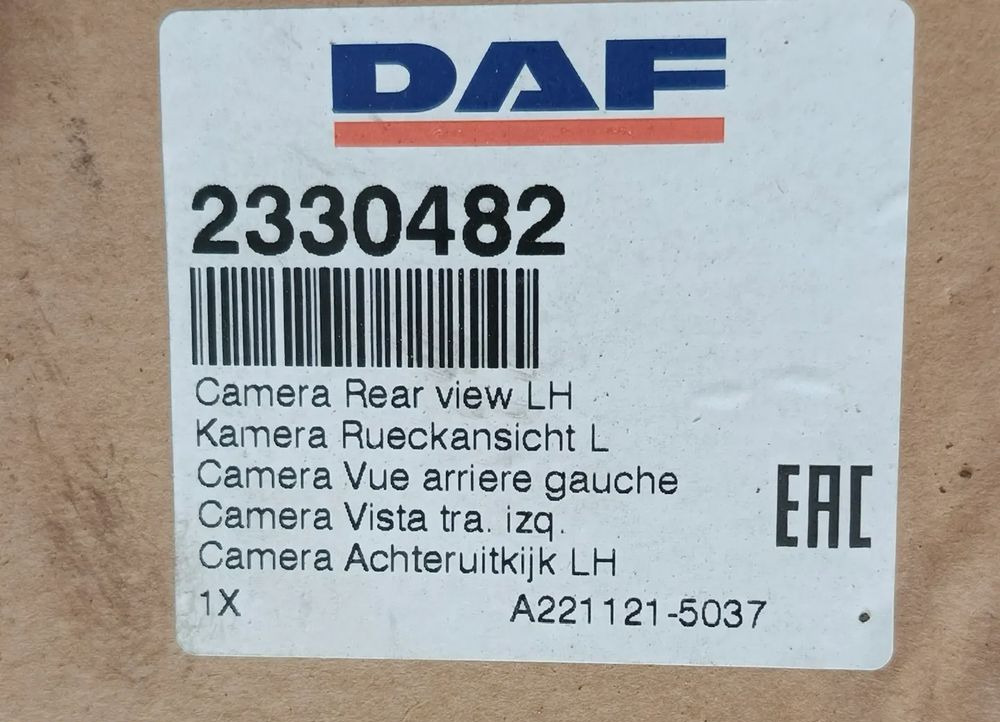 DAF
2330482
Camera Rear view LH
Kamera Rueckansicht L
Camera Vue arriere gauche
Camera Vista tra. izq.
Camera Achteruitkijk LH
EAC
1X A221121-5037